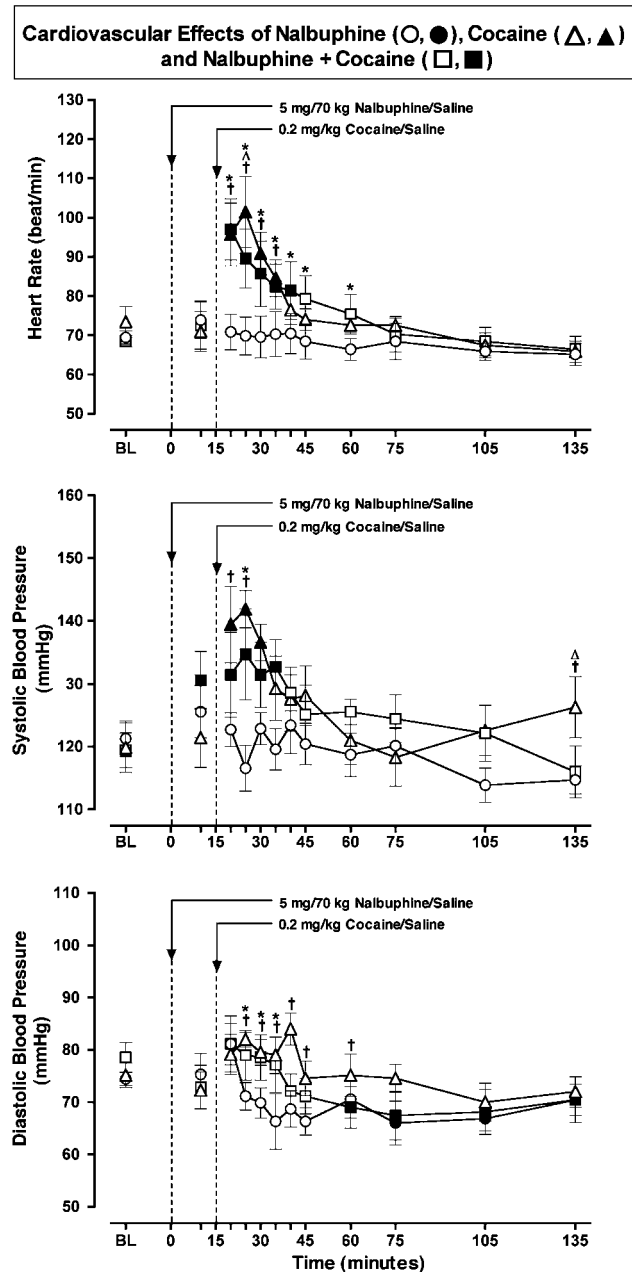 Cardiovascular Effects of Nalbuphine (○, ●), Cocaine (△, ▲)
and Nalbuphine + Cocaine (□, ■)
130
120
110
100
90
80
70
60
50
Heart Rate (beat/min)
5 mg/70 kg Nalbuphine/Saline
0.2 mg/kg Cocaine/Saline
* † * ^ † * † * † * * *
BL 0 15 30 45 60 75 105 135
160
150
140
130
120
110
Systolic Blood Pressure
(mmHg)
5 mg/70 kg Nalbuphine/Saline
0.2 mg/kg Cocaine/Saline
† * † ^ †
BL 0 15 30 45 60 75 105 135
110
100
90
80
70
60
50
Diastolic Blood Pressure
(mmHg)
5 mg/70 kg Nalbuphine/Saline
0.2 mg/kg Cocaine/Saline
* † * † * † † † †
BL 0 15 30 45 60 75 105 135
Time (minutes)